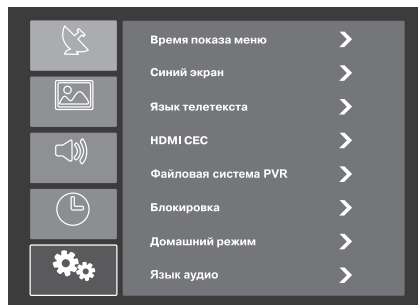 Время показа меню
Синий экран
Язык телетекста
HDMI CEC
Файловая система PVR
Блокировка
Домашний режим
Язык аудио